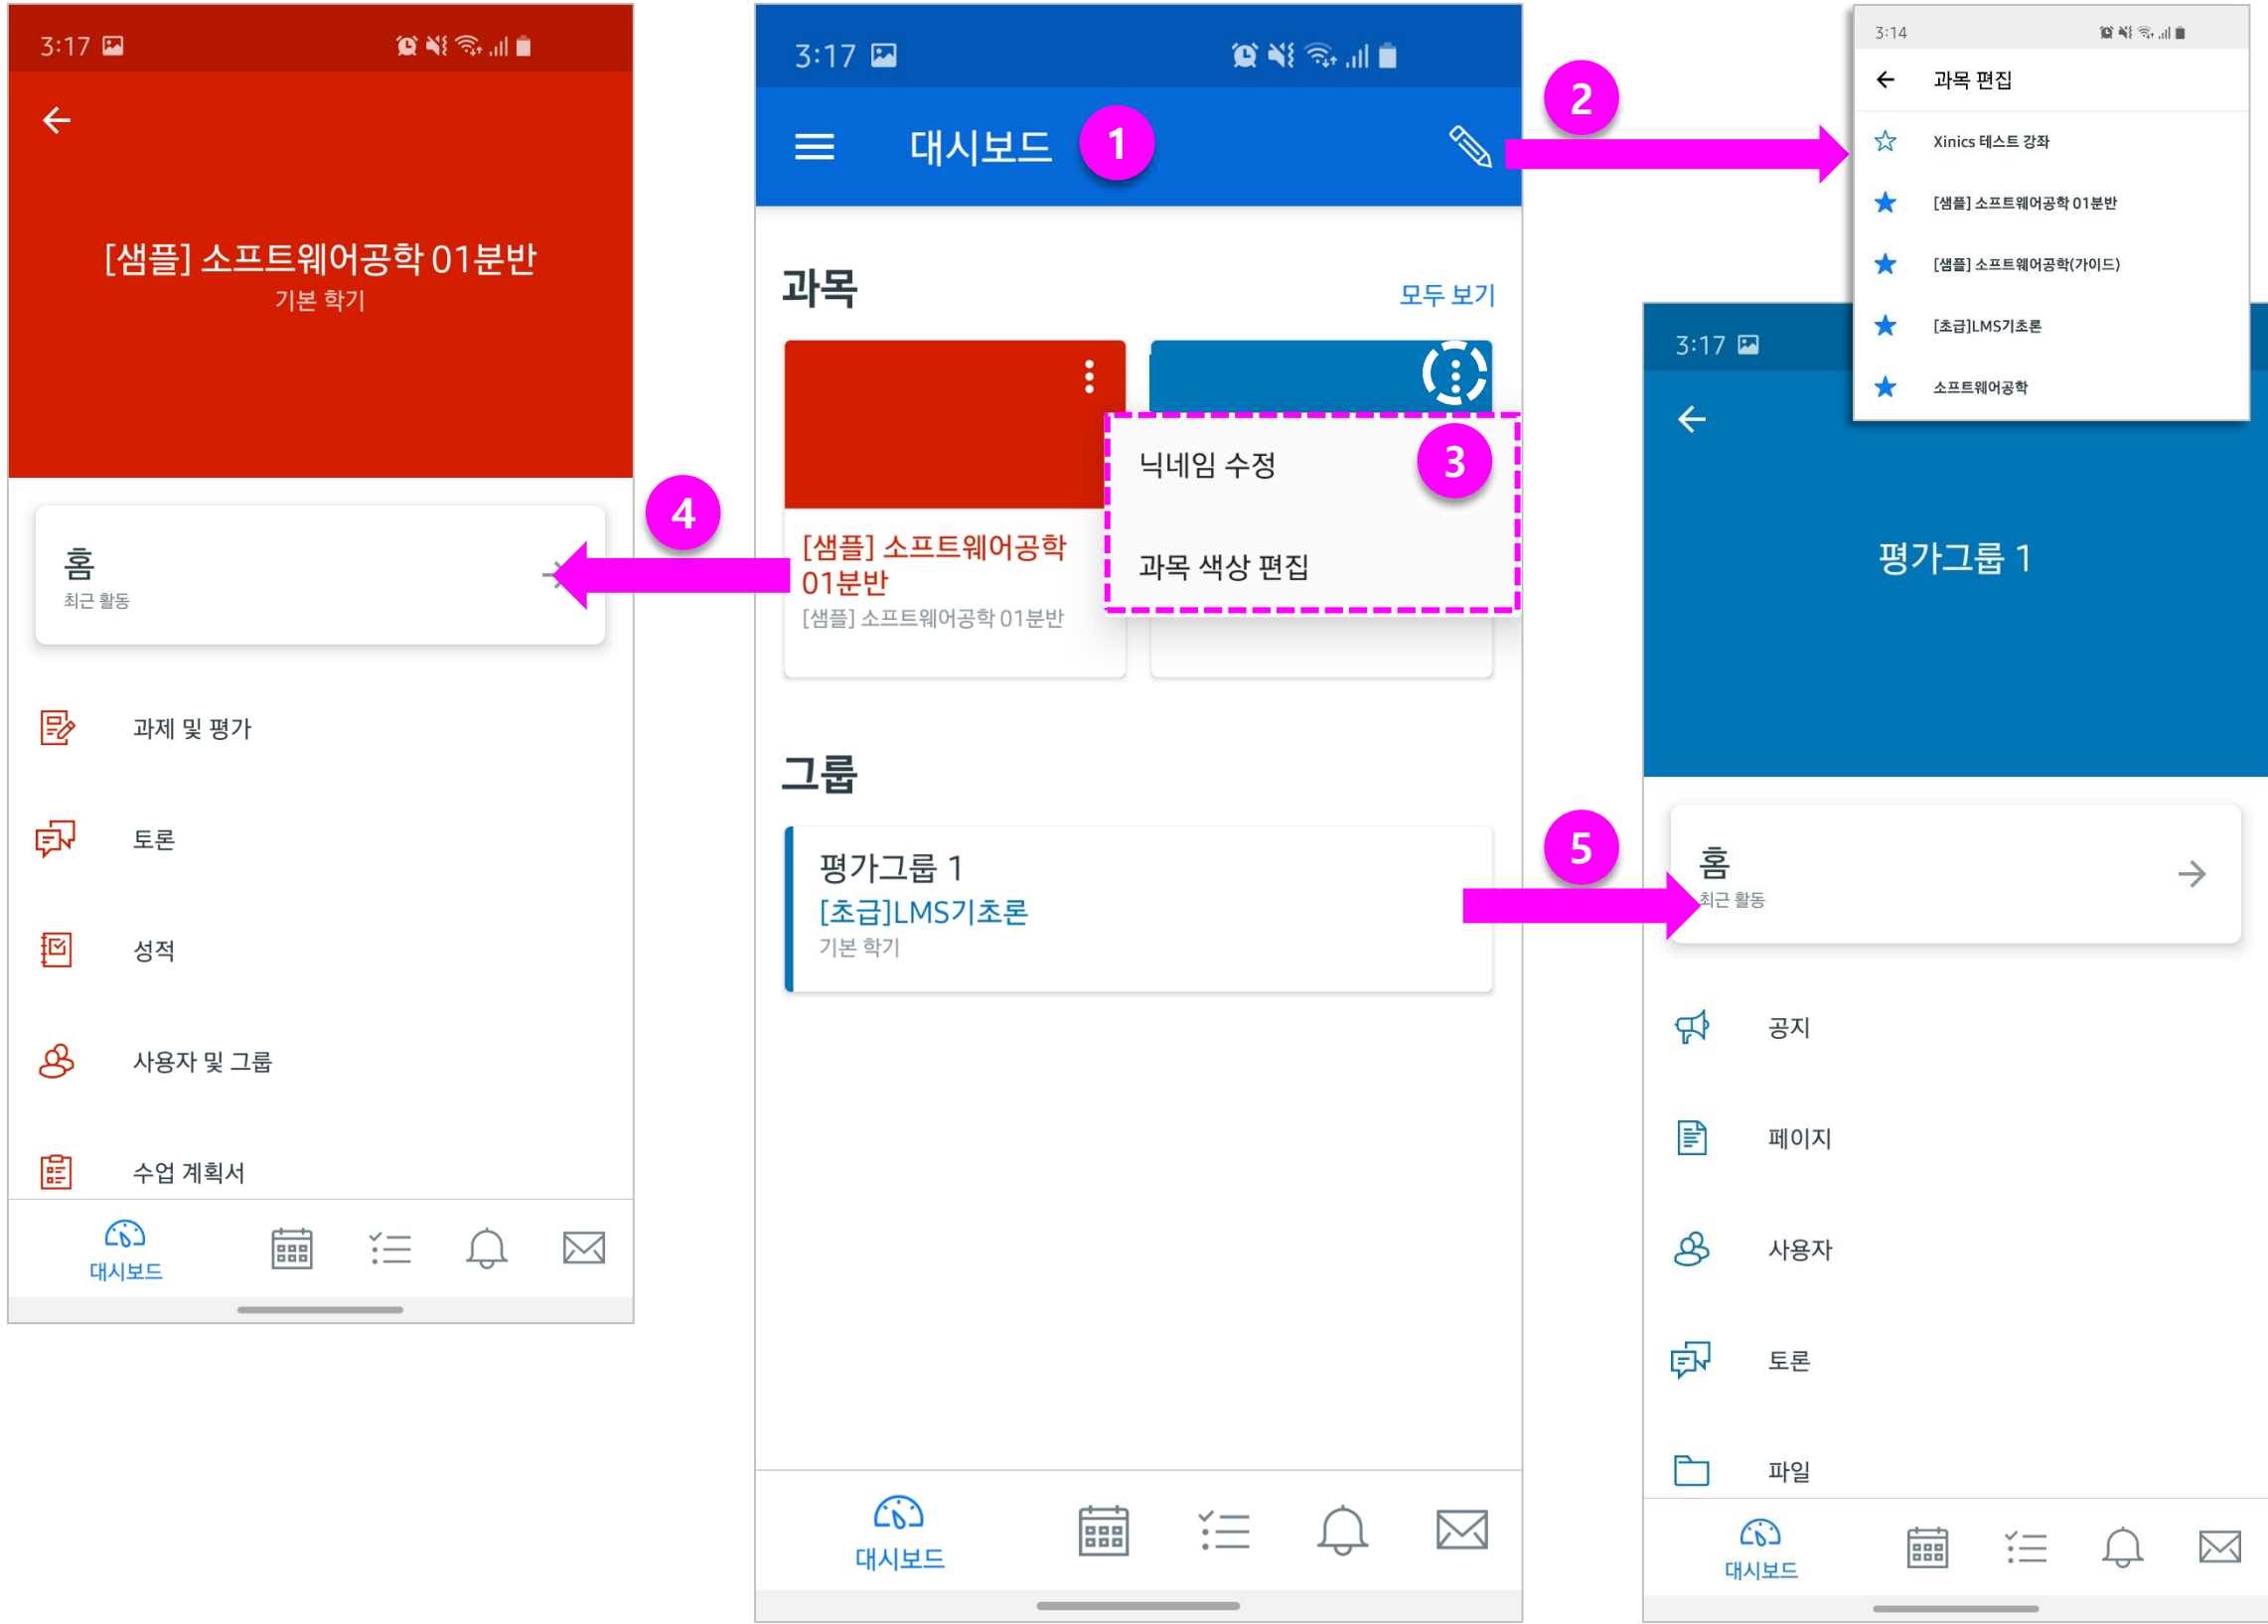 3:17
[샘플] 소프트웨어공학 01분반
기본 학기
홈
최근 활동
과제 및 평가
토론
성적
사용자 및 그룹
수업 계획서
대시보드
4
3:17
대시보드
1
과목
모두 보기
[샘플] 소프트웨어공학
01분반
[샘플] 소프트웨어공학 01분반
닉네임 수정
3
과목 색상 편집
그룹
평가그룹 1
[초급]LMS기초론
기본 학기
대시보드
2
3:14
과목 편집
Xinics 테스트 강좌
[샘플] 소프트웨어공학 01분반
[샘플] 소프트웨어공학(가이드)
[초급]LMS기초론
소프트웨어공학
5
3:17
평가그룹 1
홈
최근 활동
공지
페이지
사용자
토론
파일
대시보드